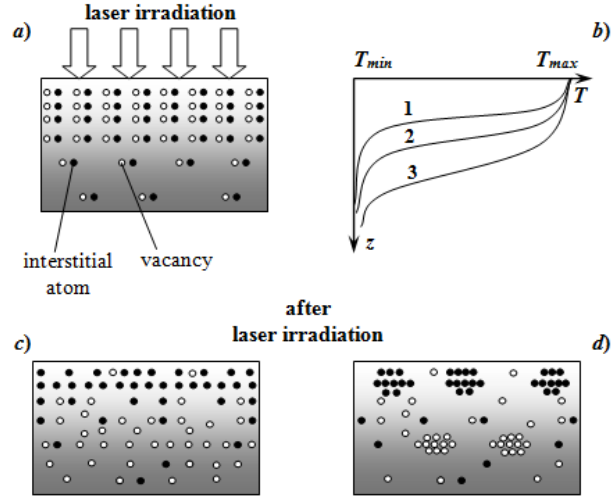 laser irradiation
a)
b)
T_min
T_max
T
1
2
3
z
interstitial
atom
vacancy
after
laser irradiation
c)
d)